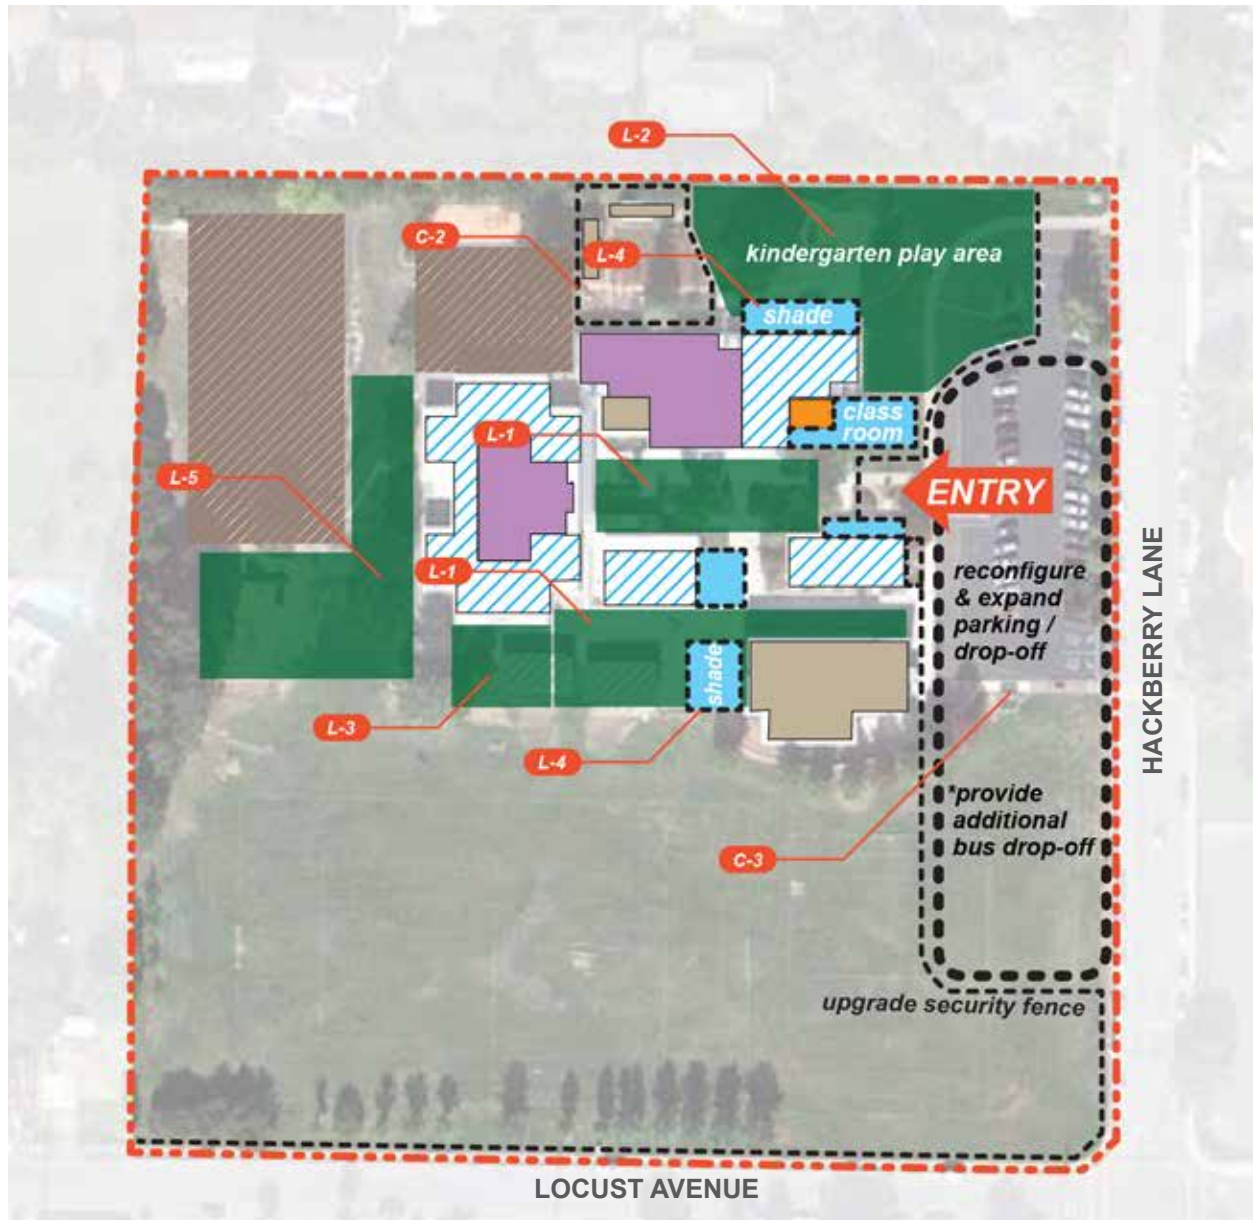 L-2
C-2
L-4
kindergarten play area
shade
class
room
L-1
ENTRY
L-5
L-1
reconfigure
& expand
parking /
drop-off
HACKBERRY LANE
shade
L-3
L-4
*provide
additional
bus drop-off
C-3
upgrade security fence
LOCUST AVENUE